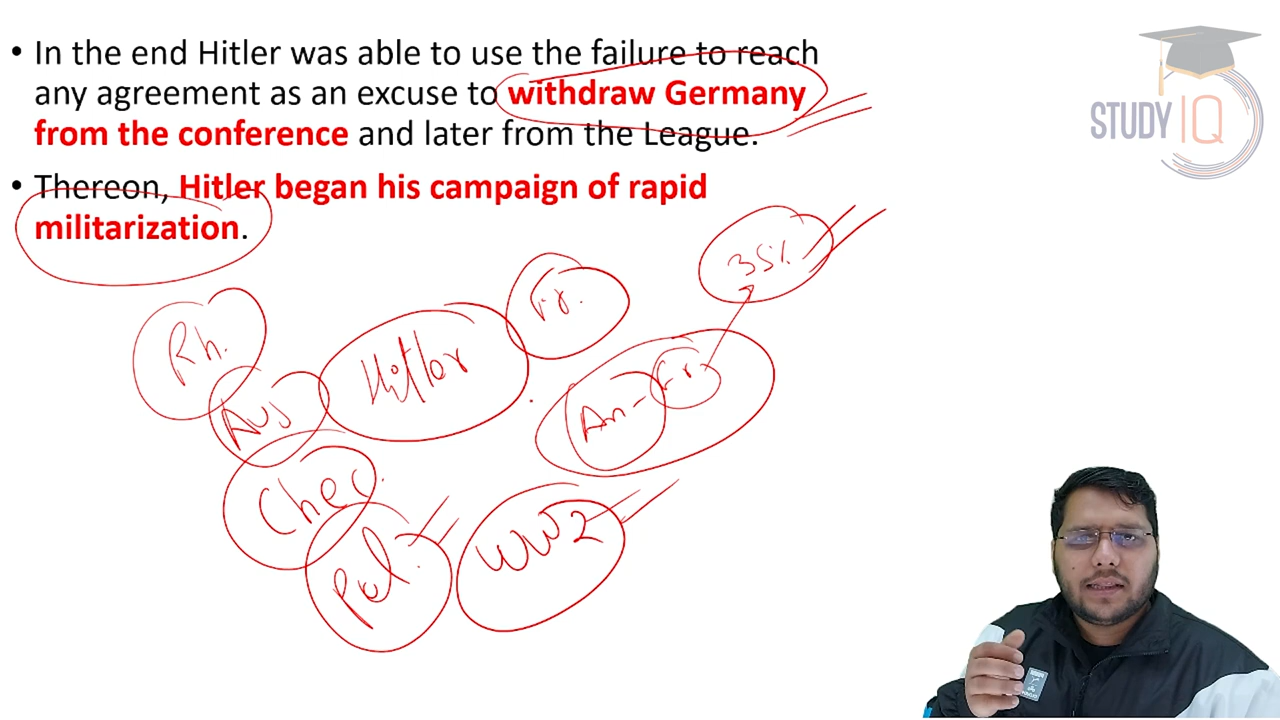 • In the end Hitler was able to use the failure to reach
any agreement as an excuse to withdraw Germany
from the conference and later from the League.
• Thereon, Hitler began his campaign of rapid
militarization.
STUDY IQ
35%
Fr.
Rh.
Hitler
An - Fr.
Aus
Chec.
Pol.
WW2